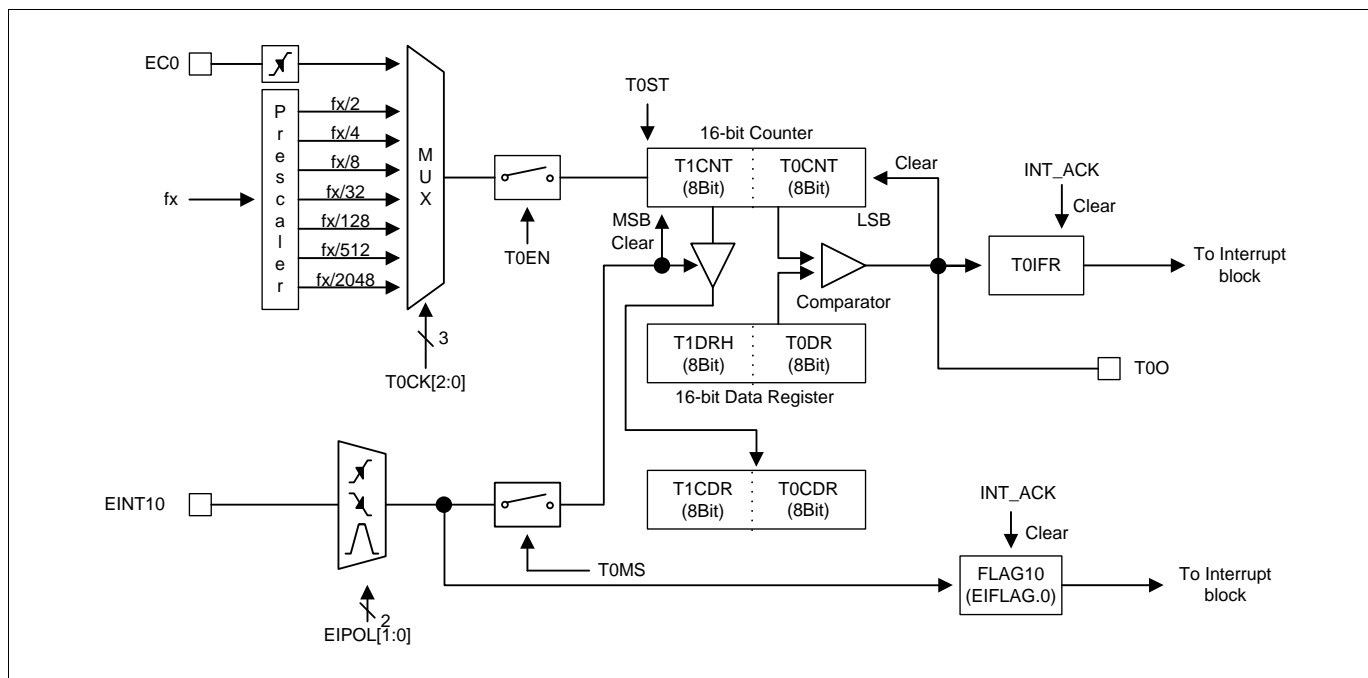 EC0
P
r
e
s
c
a
l
e
r
fx
fx/2
fx/4
fx/8
fx/32
fx/128
fx/512
fx/2048
M
U
X
3
T0CK[2:0]
T0EN
T0ST
16-bit Counter
T1CNT
(8Bit)
T0CNT
(8Bit)
MSB
LSB
Clear
Clear
Comparator
INT_ACK
Clear
T0IFR
To Interrupt
block
T1DRH
(8Bit)
T0DR
(8Bit)
16-bit Data Register
T0O
EINT10
2
EIPOL[1:0]
T0MS
T1CDR
(8Bit)
T0CDR
(8Bit)
INT_ACK
Clear
FLAG10
(EIFLAG.0)
To Interrupt
block